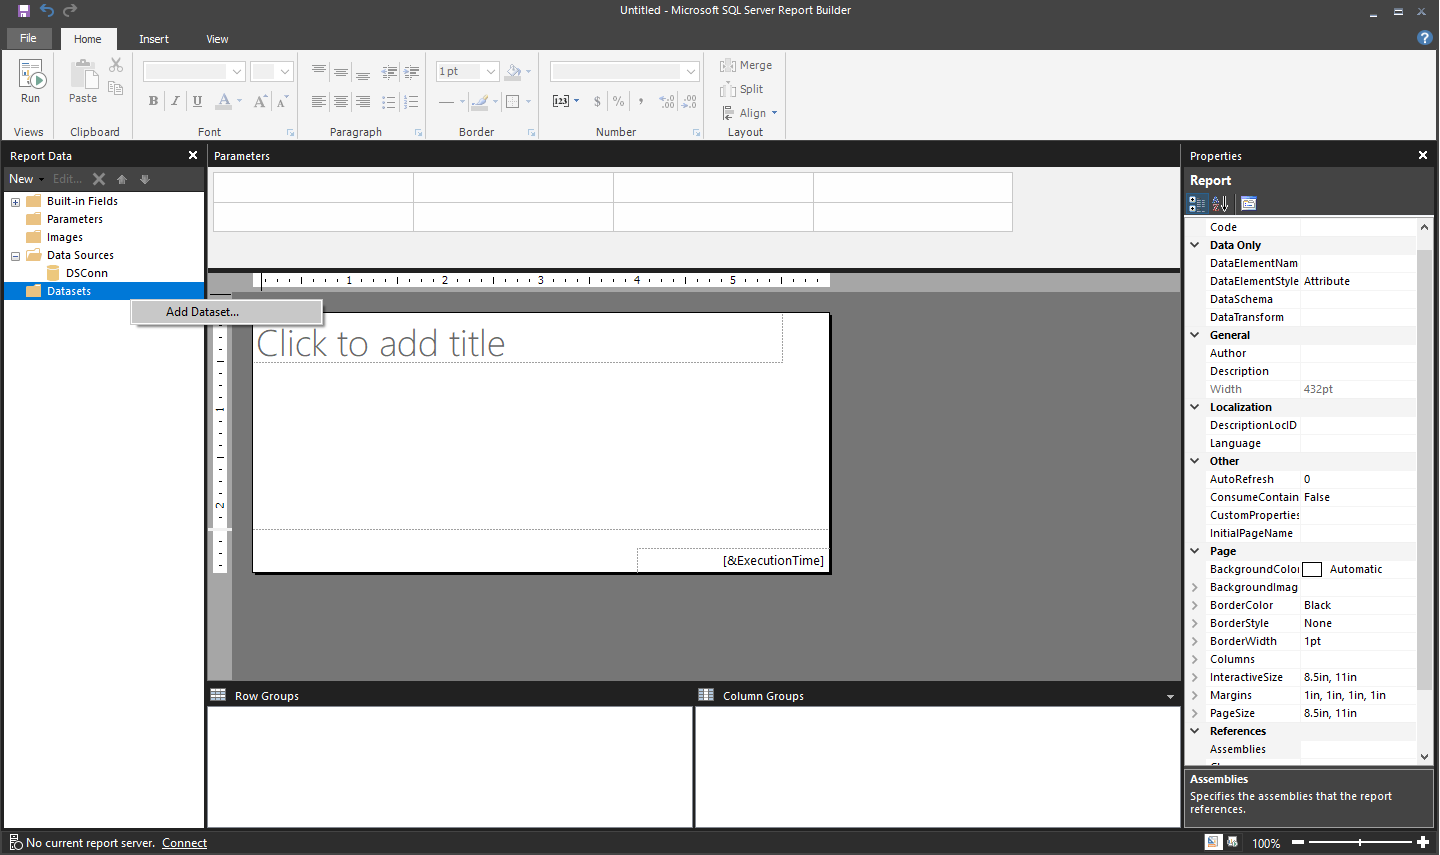 Untitled - Microsoft SQL Server Report Builder
File Home Insert View
Run Paste 1pt Merge
Split
B I U A A A 123 $ % , Align
Views Clipboard Font Paragraph Border Number Layout
Report Data
New Edit...
Built-in Fields
Parameters
Images
Data Sources
DSConn
Datasets
Add Dataset...
Parameters
1 2 3 4 5
Click to add title
1
2
[&ExecutionTime]
Row Groups
Column Groups
Properties
Report
Code
Data Only
DataElementNam
DataElementStyle Attribute
DataSchema
DataTransform
General
Author
Description
Width 432pt
Localization
DescriptionLocID
Language
Other
AutoRefresh 0
ConsumeContain False
CustomProperties
InitialPageName
Page
BackgroundColor Automatic
BackgroundImag
BorderColor Black
BorderStyle None
BorderWidth 1pt
Columns
InteractiveSize 8.5in, 11in
Margins 1in, 1in, 1in, 1in
PageSize 8.5in, 11in
References
Assemblies
Assemblies
Specifies the assemblies that the report
references.
No current report server. Connect
100%